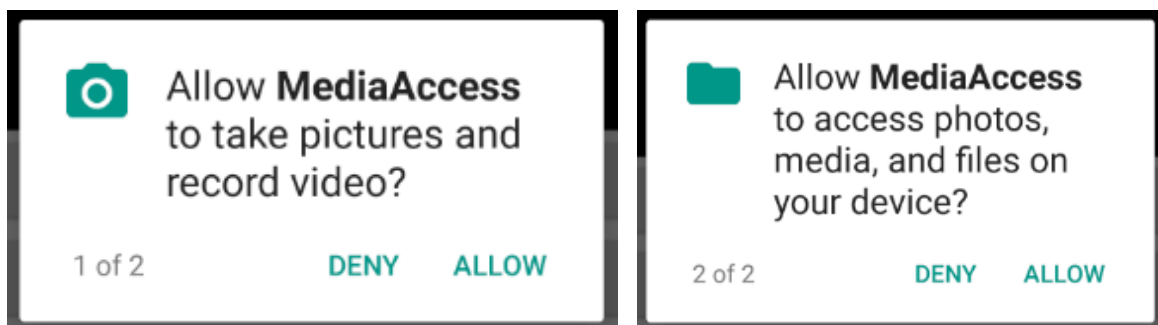 Allow MediaAccess
to take pictures and
record video?
1 of 2
DENY
ALLOW
Allow MediaAccess
to access photos,
media, and files on
your device?
2 of 2
DENY
ALLOW